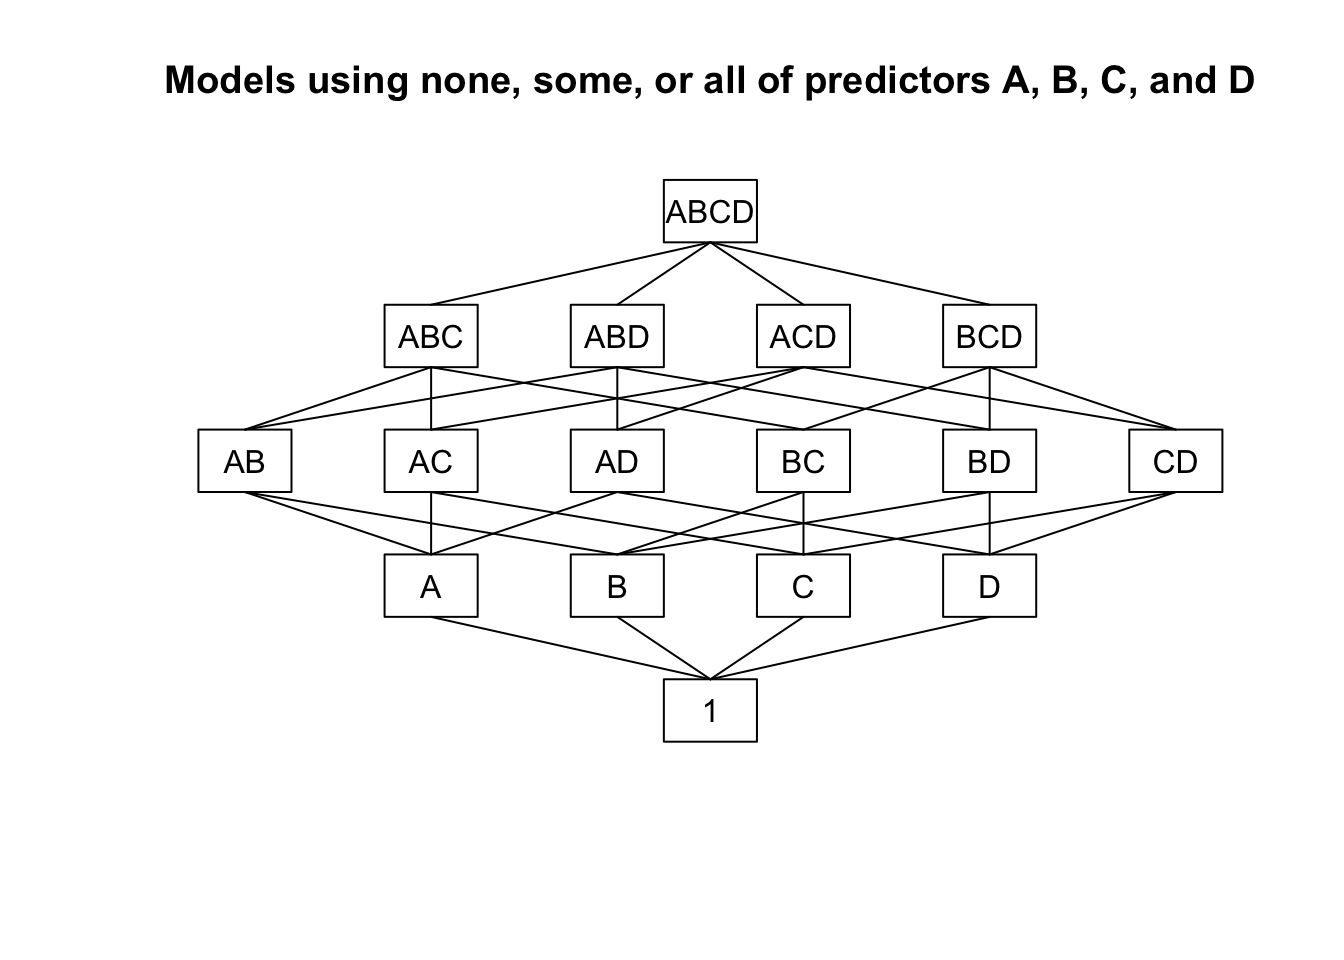 Models using none, some, or all of predictors A, B, C, and D
ABCD
ABC ABD ACD BCD
AB AC AD BC BD CD
A B C D
1